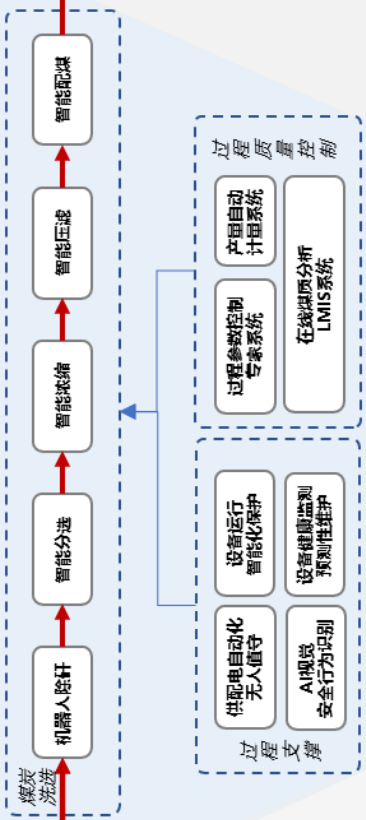 煤炭
洗选
机器人除矸
智能分选
智能浓缩
智能压滤
智能配煤
过程支撑
供配电自动化
无人值守
设备运行
智能化保护
AI视觉
安全行为识别
设备健康监测
预测性维护
过程质量控制
过程参数控制
专家系统
产量自动
计量系统
在线煤质分析
LMIS系统